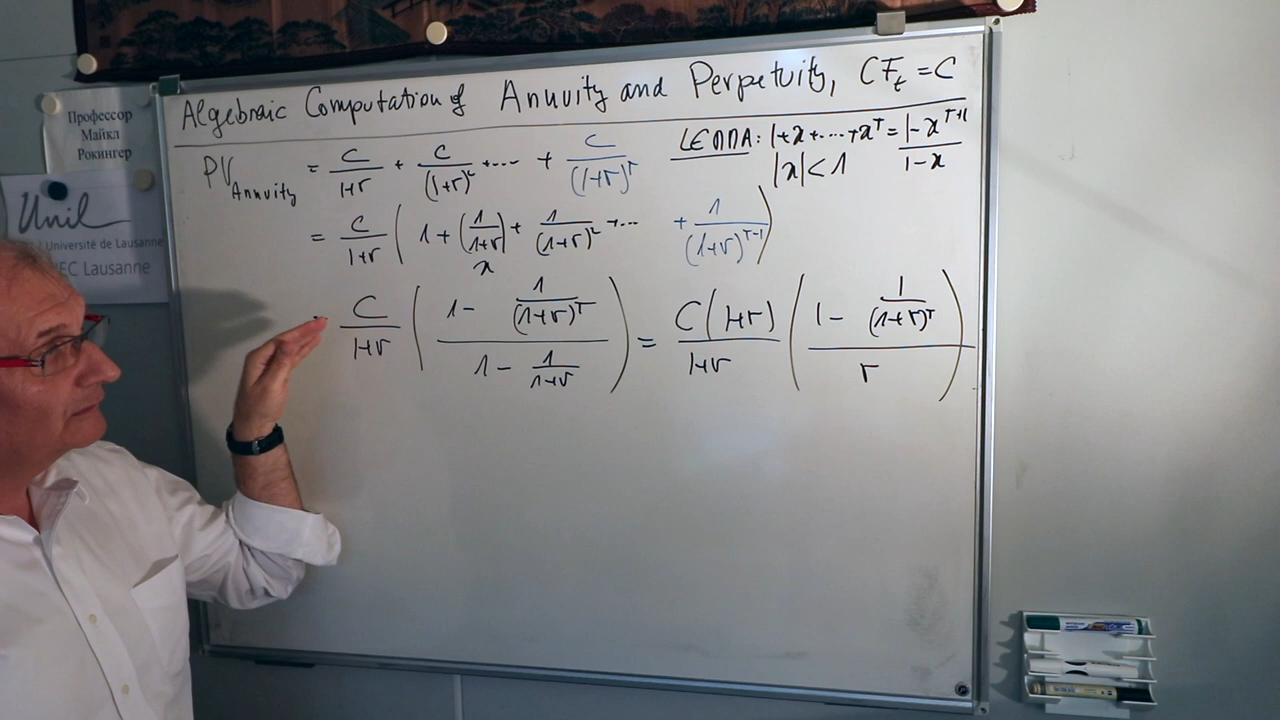 Algebraic Computation of Annuity and Perpetuity, CF_t = C
Профессор
Майкл
Рокингер
Unil
Université de Lausanne
HEC Lausanne
PV_Annuity = C/(1+r) + C/(1+r)^2 + ... + C/(1+r)^T
LEMMA: 1+x+...+x^T = (1-x^(T+1))/(1-x)
|x| < 1
= C/(1+r) ( 1 + (1/(1+r)) + 1/(1+r)^2 + ... + 1/(1+r)^(T-1) )
x
= C/(1+r) ( (1 - 1/(1+r)^T) / (1 - 1/(1+r)) ) = C(1+r)/(1+r) ( (1 - 1/(1+r)^T) / r )